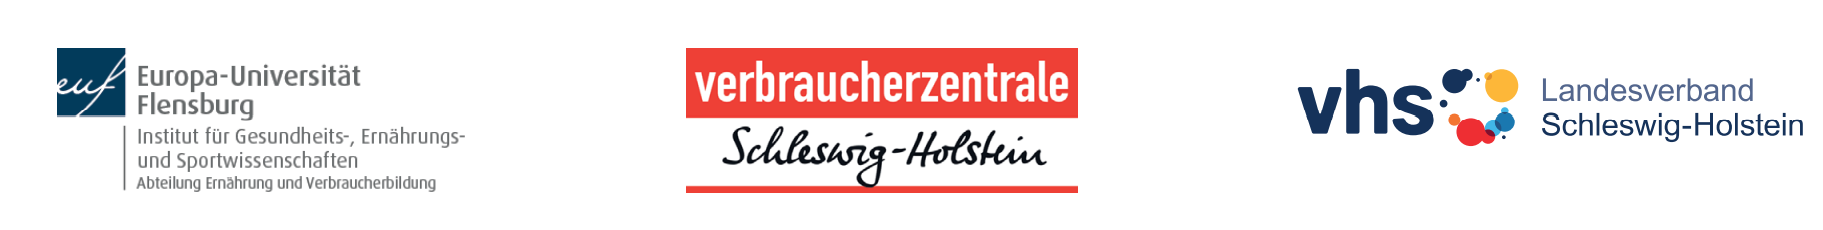 euf
Europa-Universität
Flensburg
Institut für Gesundheits-, Ernährungs-
und Sportwissenschaften
Abteilung Ernährung und Verbraucherbildung
verbraucherzentrale
Schleswig-Holstein
vhs
Landesverband
Schleswig-Holstein